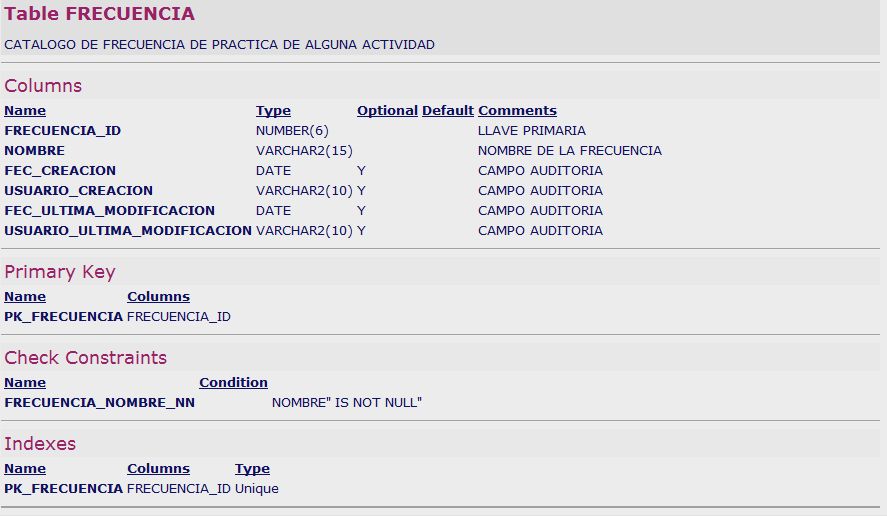 Table FRECUENCIA
CATALOGO DE FRECUENCIA DE PRACTICA DE ALGUNA ACTIVIDAD
Columns
Name Type Optional Default Comments
FRECUENCIA_ID NUMBER(6) LLAVE PRIMARIA
NOMBRE VARCHAR2(15) NOMBRE DE LA FRECUENCIA
FEC_CREACION DATE Y CAMPO AUDITORIA
USUARIO_CREACION VARCHAR2(10) Y CAMPO AUDITORIA
FEC_ULTIMA_MODIFICACION DATE Y CAMPO AUDITORIA
USUARIO_ULTIMA_MODIFICACION VARCHAR2(10) Y CAMPO AUDITORIA
Primary Key
Name Columns
PK_FRECUENCIA FRECUENCIA_ID
Check Constraints
Name Condition
FRECUENCIA_NOMBRE_NN NOMBRE" IS NOT NULL"
Indexes
Name Columns Type
PK_FRECUENCIA FRECUENCIA_ID Unique